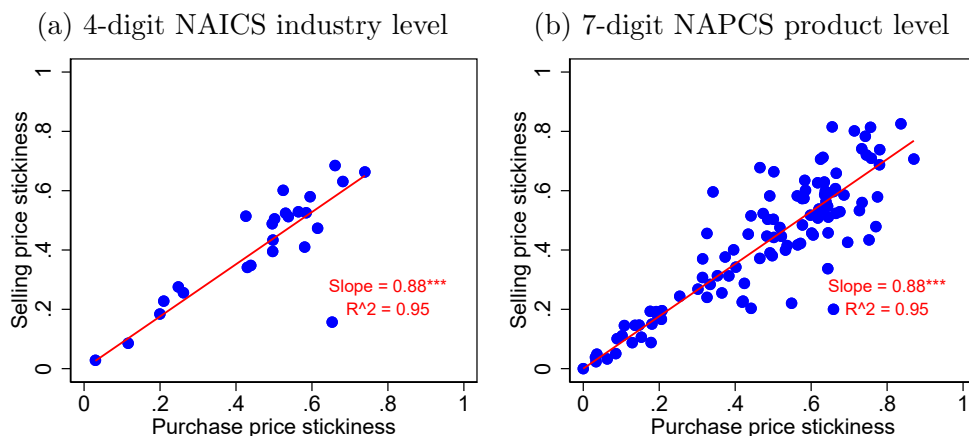 (a) 4-digit NAICS industry level
Selling price stickiness
1
.8
.6
.4
.2
0
Slope = 0.88***
R^2 = 0.95
0 .2 .4 .6 .8 1
Purchase price stickiness
(b) 7-digit NAPCS product level
Selling price stickiness
1
.8
.6
.4
.2
0
Slope = 0.88***
R^2 = 0.95
0 .2 .4 .6 .8 1
Purchase price stickiness